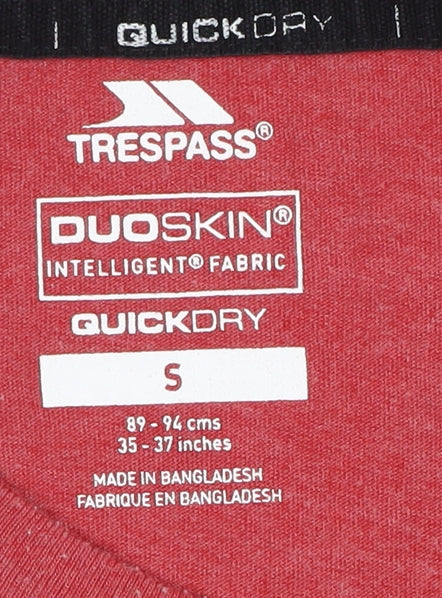 QUICKDRY
TRESPASS®
DUOSKIN®
INTELLIGENT® FABRIC
QUICKDRY
S
89 - 94 cms
35 - 37 inches
MADE IN BANGLADESH
FABRIQUE EN BANGLADESH